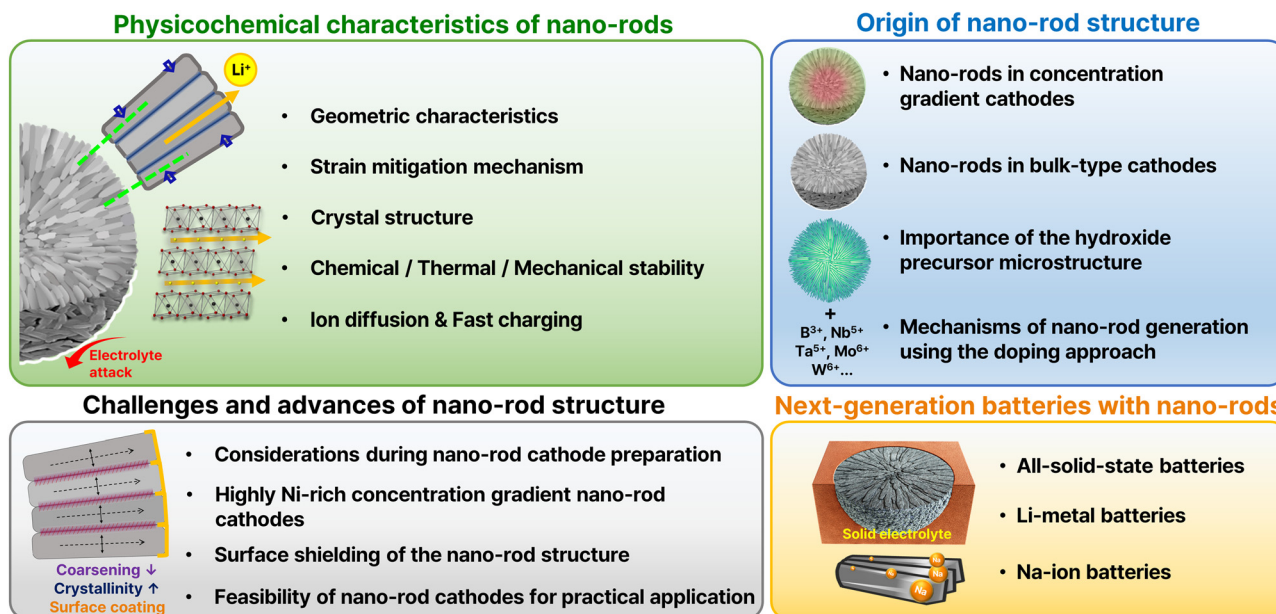 Physicochemical characteristics of nano-rods
Li⁺
• Geometric characteristics
• Strain mitigation mechanism
• Crystal structure
• Chemical / Thermal / Mechanical stability
• Ion diffusion & Fast charging
Electrolyte
attack
Origin of nano-rod structure
• Nano-rods in concentration
gradient cathodes
• Nano-rods in bulk-type cathodes
• Importance of the hydroxide
precursor microstructure
+
B³⁺, Nb⁵⁺
Ta⁵⁺, Mo⁶⁺
W⁶⁺...
• Mechanisms of nano-rod generation
using the doping approach
Challenges and advances of nano-rod structure
• Considerations during nano-rod cathode preparation
• Highly Ni-rich concentration gradient nano-rod
cathodes
• Surface shielding of the nano-rod structure
• Feasibility of nano-rod cathodes for practical application
Coarsening ↓
Crystallinity ↑
Surface coating
Next-generation batteries with nano-rods
Solid electrolyte
• All-solid-state batteries
• Li-metal batteries
• Na-ion batteries
Na
Na
Na